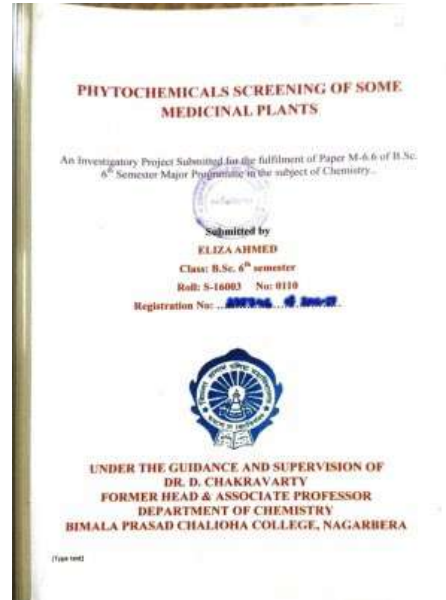 PHYTOCHEMICALS SCREENING OF SOME
MEDICINAL PLANTS
An Investigatory Project Submitted for the fulfilment of Paper M-6.6 of B.Sc.
6th Semester Major Programme in the subject of Chemistry..
Submitted by
ELIZA AHMED
Class: B.Sc. 6th semester
Roll: S-16003 No: 0110
Registration No: ...
UNDER THE GUIDANCE AND SUPERVISION OF
DR. D. CHAKRAVARTY
FORMER HEAD & ASSOCIATE PROFESSOR
DEPARTMENT OF CHEMISTRY
BIMALA PRASAD CHALIOHA COLLEGE, NAGARBERA
[Type text]